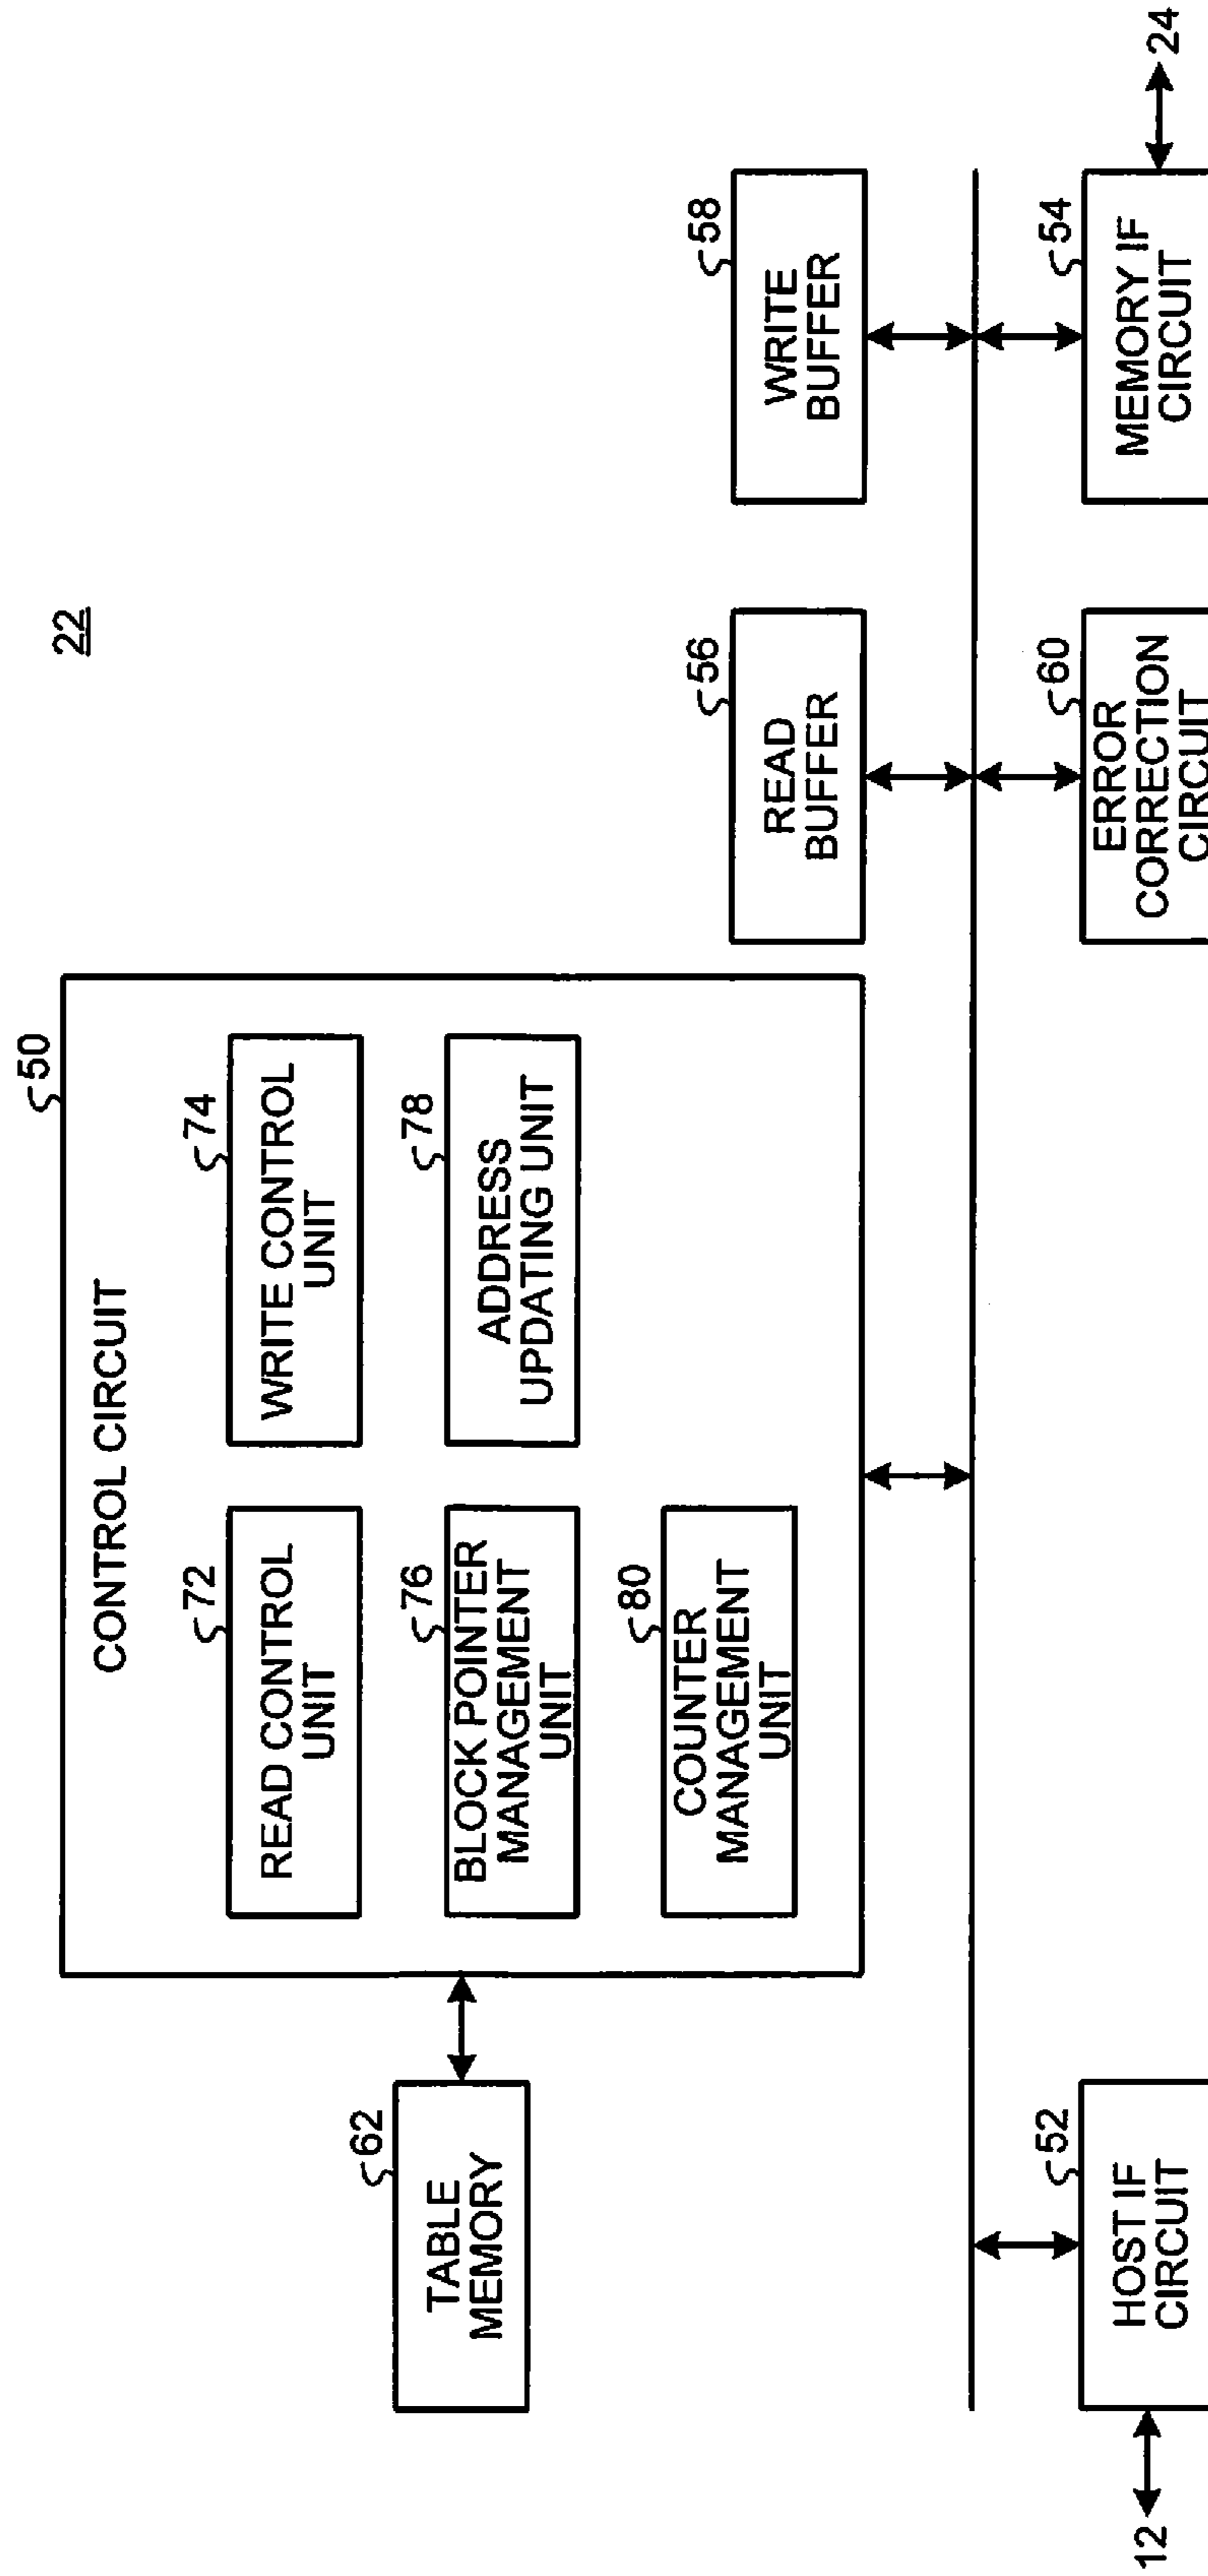 22
50
CONTROL CIRCUIT
72
READ CONTROL
UNIT
74
WRITE CONTROL
UNIT
62
TABLE
MEMORY
76
BLOCK POINTER
MANAGEMENT
UNIT
78
ADDRESS
UPDATING UNIT
80
COUNTER
MANAGEMENT
UNIT
56
READ
BUFFER
58
WRITE
BUFFER
12
52
HOST IF
CIRCUIT
60
ERROR
CORRECTION
CIRCUIT
54
MEMORY IF
CIRCUIT
24